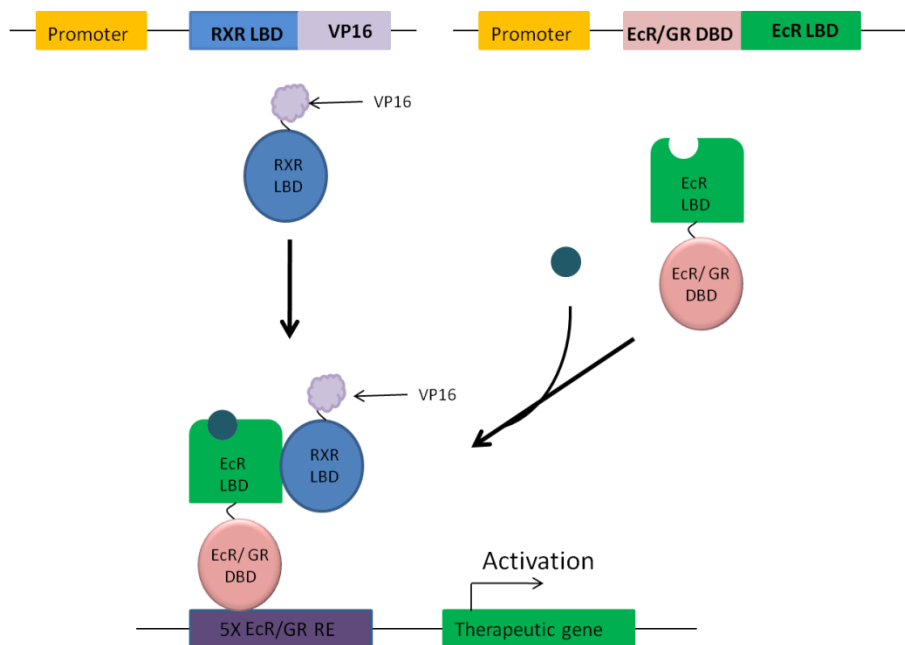 Promoter
RXR LBD
VP16
Promoter
EcR/GR DBD
EcR LBD
VP16
RXR
LBD
EcR
LBD
EcR/ GR
DBD
VP16
EcR
LBD
RXR
LBD
EcR/ GR
DBD
Activation
5X EcR/GR RE
Therapeutic gene